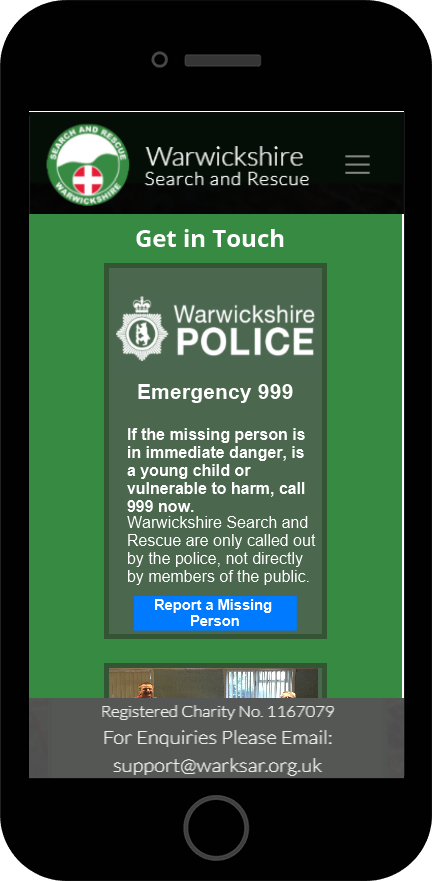 SEARCH AND RESCUE
WARWICKSHIRE
Warwickshire
Search and Rescue
Get in Touch
Warwickshire
POLICE
Emergency 999
If the missing person is
in immediate danger, is
a young child or
vulnerable to harm, call
999 now.
Warwickshire Search and
Rescue are only called out
by the police, not directly
by members of the public.
Report a Missing
Person
Registered Charity No. 1167079
For Enquiries Please Email:
support@warksar.org.uk